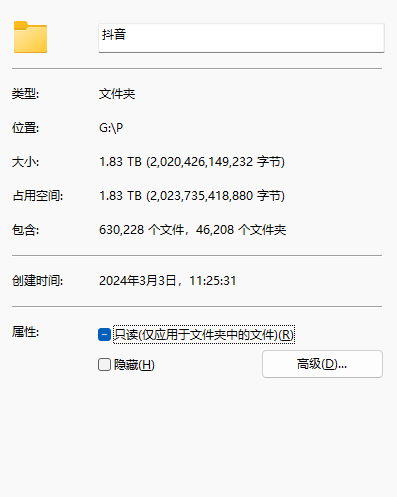 抖音
类型: 文件夹
位置: G:\P
大小: 1.83 TB (2,020,426,149,232 字节)
占用空间: 1.83 TB (2,023,735,418,880 字节)
包含: 630,228 个文件，46,208 个文件夹
创建时间: 2024年3月3日，11:25:31
属性: 只读(仅应用于文件夹中的文件)(R)
隐藏(H) 高级(D)...